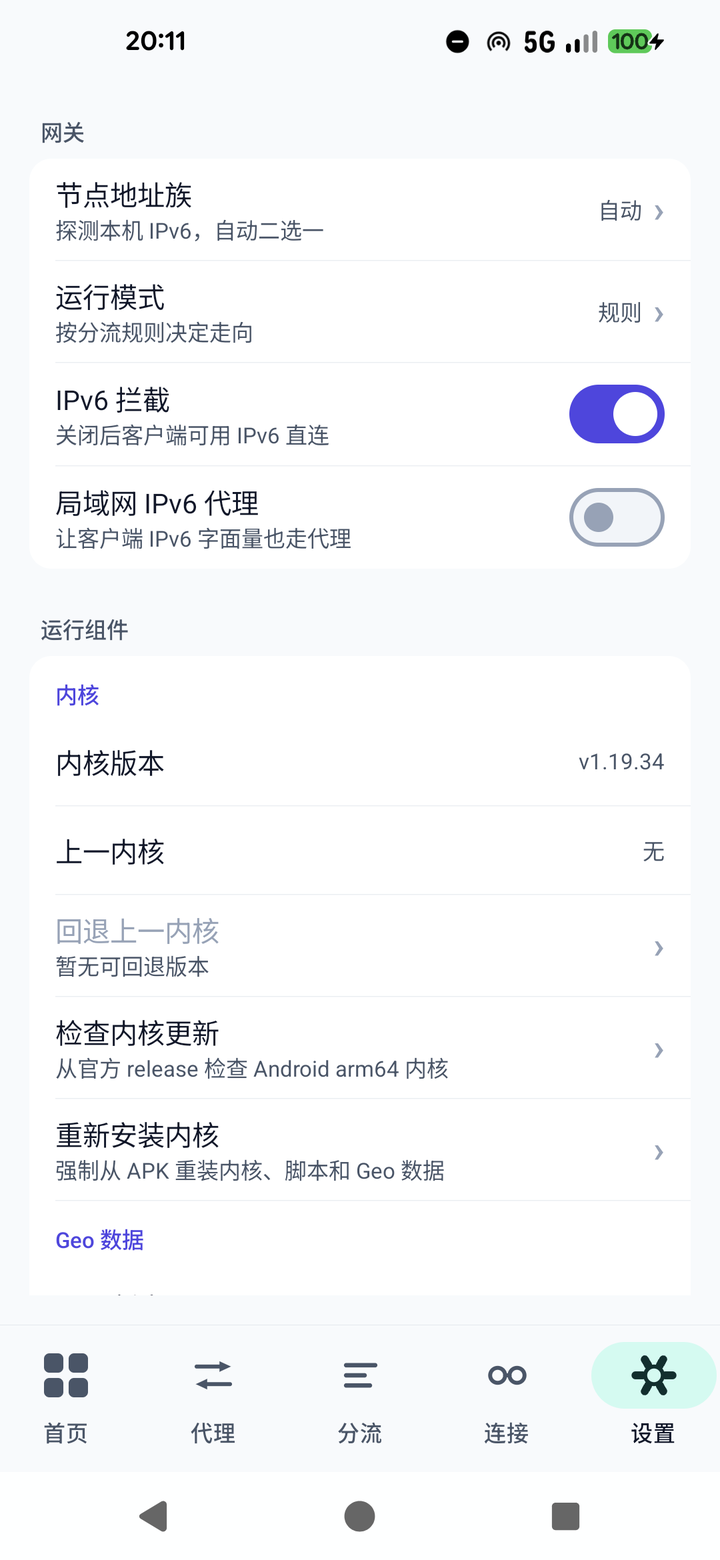 20:11
5G
100
网关
节点地址族
探测本机 IPv6，自动二选一
自动
运行模式
按分流规则决定走向
规则
IPv6 拦截
关闭后客户端可用 IPv6 直连
局域网 IPv6 代理
让客户端 IPv6 字面量也走代理
运行组件
内核
内核版本
v1.19.34
上一内核
无
回退上一内核
暂无可回退版本
检查内核更新
从官方 release 检查 Android arm64 内核
重新安装内核
强制从 APK 重装内核、脚本和 Geo 数据
Geo 数据
首页
代理
分流
连接
设置